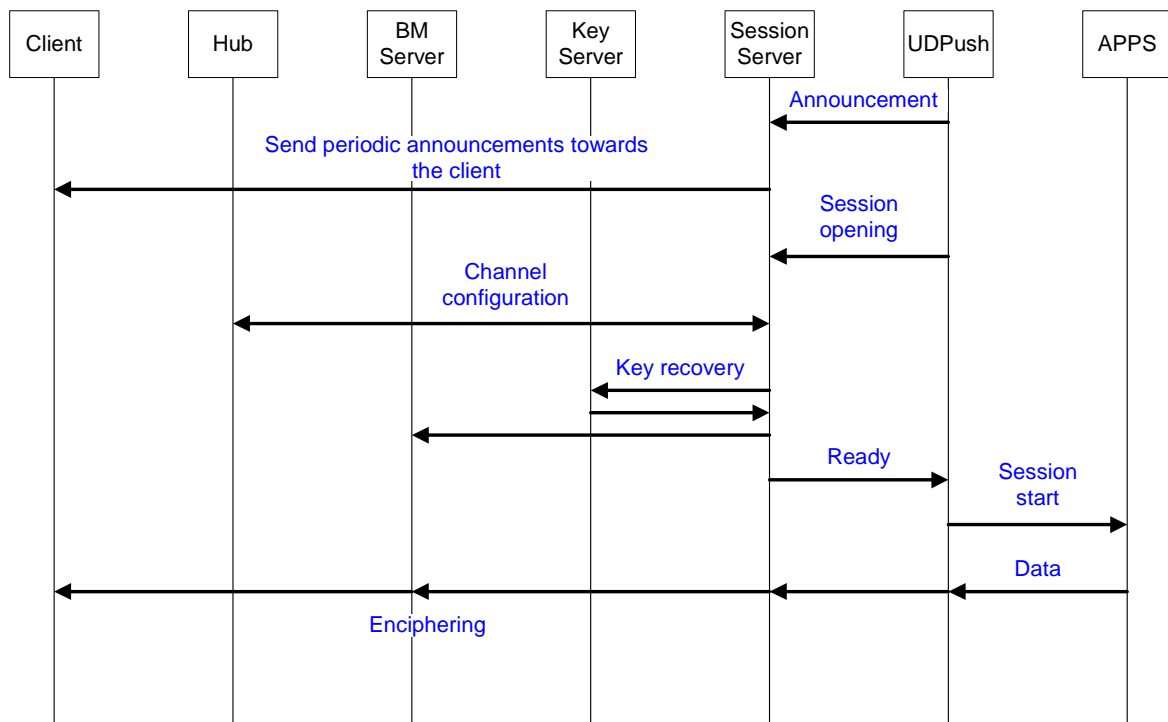 Client
Hub
BM
Server
Key
Server
Session
Server
UDPush
APPS
Announcement
Send periodic announcements towards
the client
Session
opening
Channel
configuration
Key recovery
Ready
Session
start
Data
Enciphering